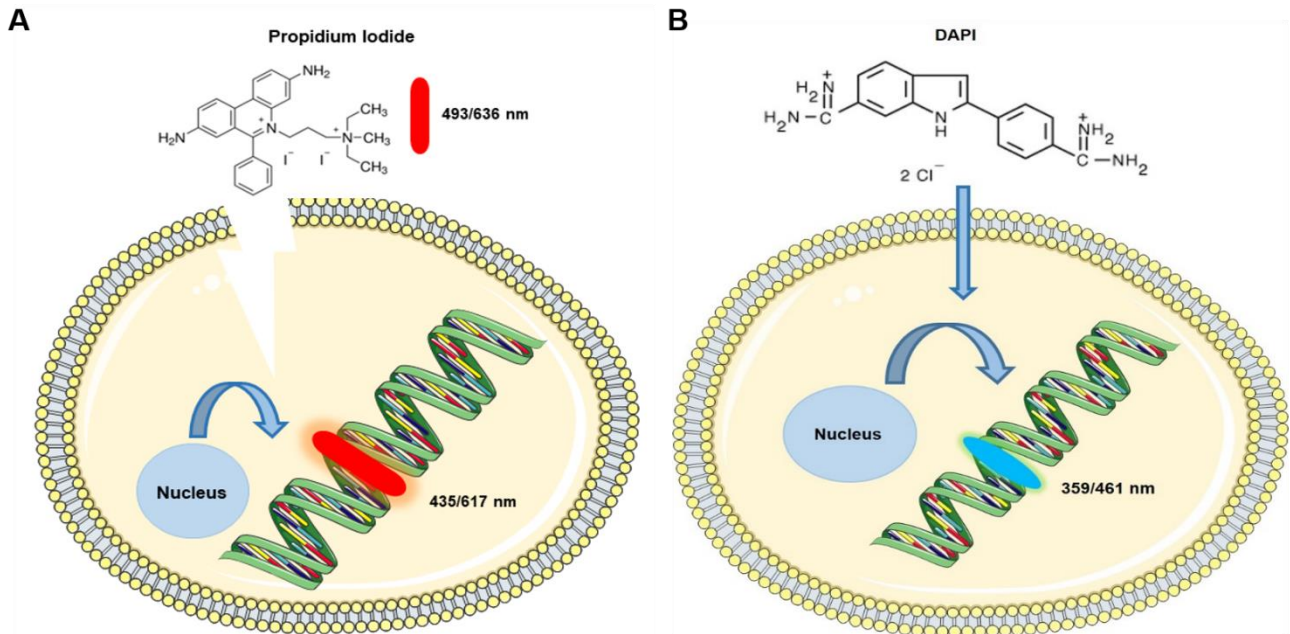 A
Propidium Iodide
NH₂
H₂N
N
+
N
+
CH₃
CH₃
CH₃
I⁻ I⁻
493/636 nm
Nucleus
435/617 nm
B
DAPI
+
H₂N
H₂N
C
N
H
+
NH₂
C
NH₂
2 Cl⁻
Nucleus
359/461 nm